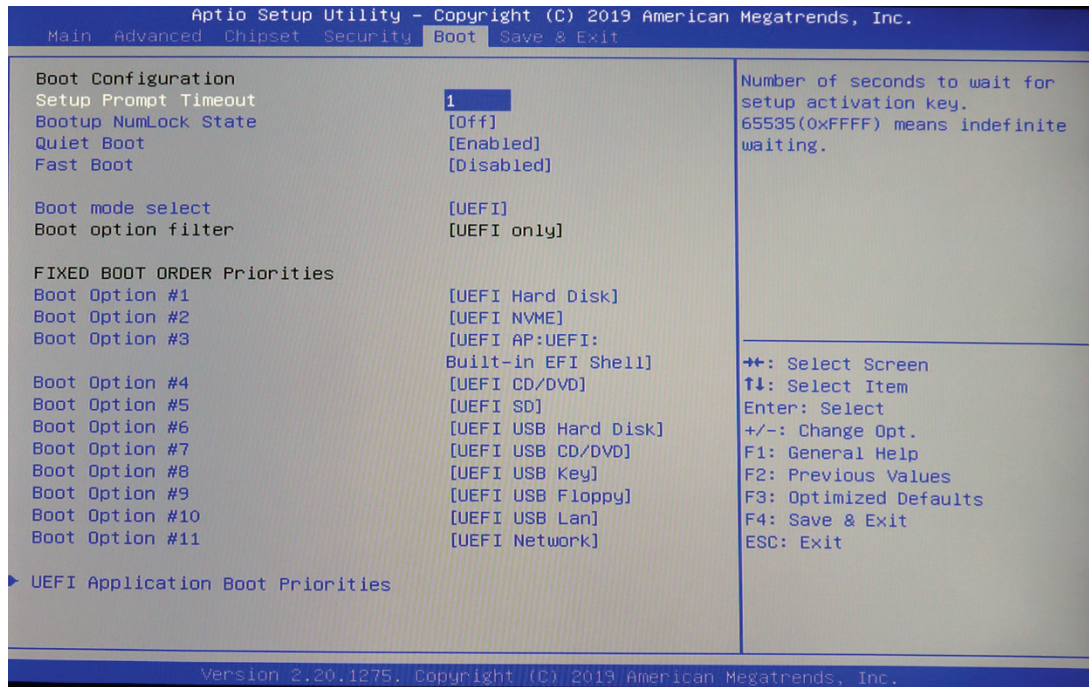 Aptio Setup Utility – Copyright (C) 2019 American Megatrends, Inc.
Main Advanced Chipset Security Boot Save & Exit
Boot Configuration
Setup Prompt Timeout 1
Bootup NumLock State [Off]
Quiet Boot [Enabled]
Fast Boot [Disabled]
Boot mode select [UEFI]
Boot option filter [UEFI only]
FIXED BOOT ORDER Priorities
Boot Option #1 [UEFI Hard Disk]
Boot Option #2 [UEFI NVME]
Boot Option #3 [UEFI AP:UEFI:
Built-in EFI Shell]
Boot Option #4 [UEFI CD/DVD]
Boot Option #5 [UEFI SD]
Boot Option #6 [UEFI USB Hard Disk]
Boot Option #7 [UEFI USB CD/DVD]
Boot Option #8 [UEFI USB Key]
Boot Option #9 [UEFI USB Floppy]
Boot Option #10 [UEFI USB Lan]
Boot Option #11 [UEFI Network]
UEFI Application Boot Priorities
Number of seconds to wait for
setup activation key.
65535(0xFFFF) means indefinite
waiting.
→←: Select Screen
↑↓: Select Item
Enter: Select
+/-: Change Opt.
F1: General Help
F2: Previous Values
F3: Optimized Defaults
F4: Save & Exit
ESC: Exit
Version 2.20.1275. Copyright (C) 2019 American Megatrends, Inc.